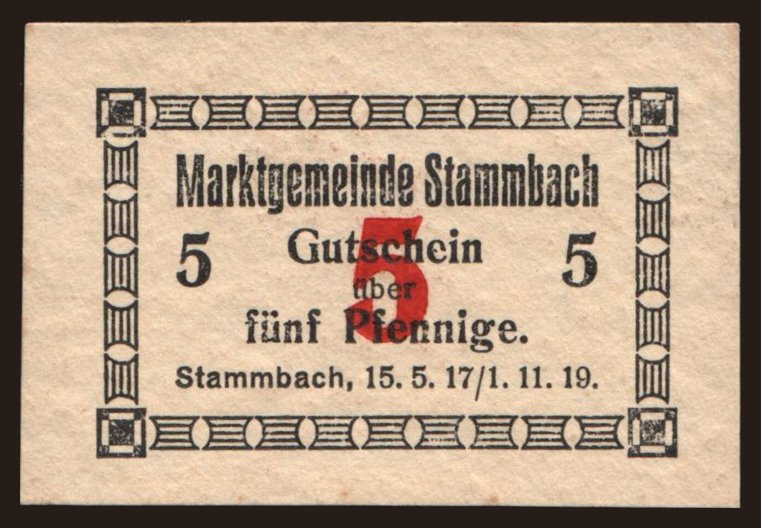 Marktgemeinde Stammbach
5 Gutschein 5
5
über
fünf Pfennige.
Stammbach, 15. 5. 17/1. 11. 19.